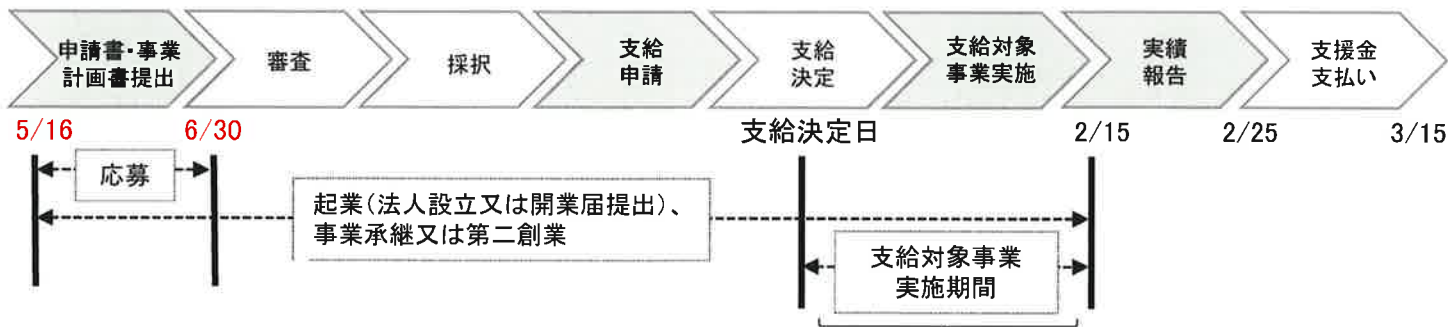 申請書・事業
計画書提出
審査
採択
支給
申請
支給
決定
支給対象
事業実施
実績
報告
支援金
支払い
5/16
6/30
支給決定日
2/15
2/25
3/15
応募
起業(法人設立又は開業届提出)、
事業承継又は第二創業
支給対象事業
実施期間